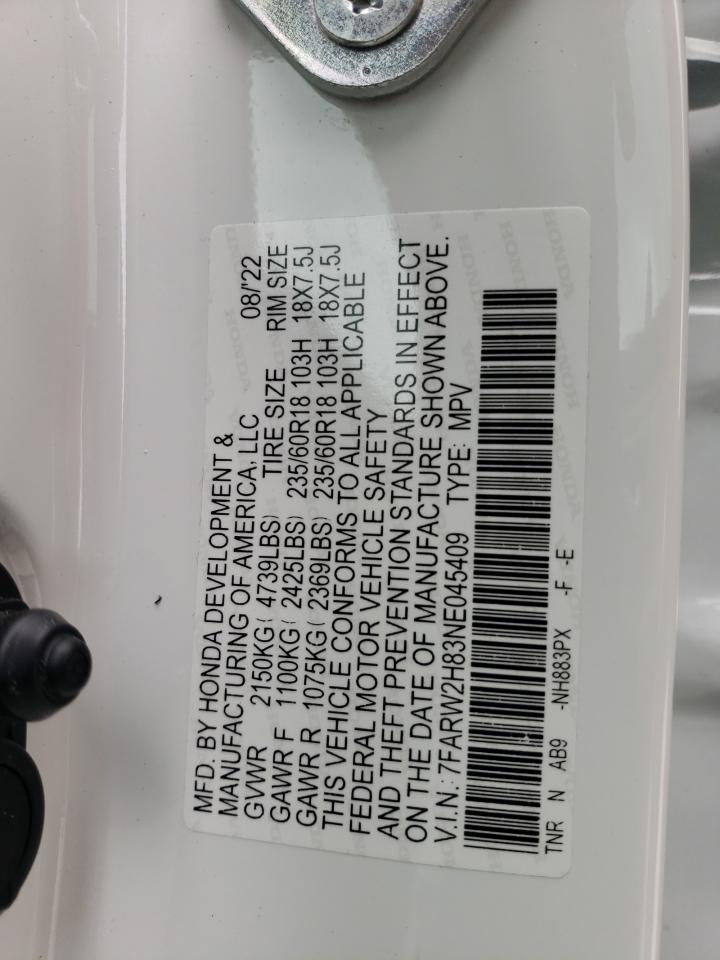 MFD. BY HONDA DEVELOPMENT &
MANUFACTURING OF AMERICA, LLC 08/'22
GVWR 2150KG( 4739LBS) TIRE SIZE RIM SIZE
GAWR F 1100KG( 2425LBS) 235/60R18 103H 18X7.5J
GAWR R 1075KG( 2369LBS) 235/60R18 103H 18X7.5J
THIS VEHICLE CONFORMS TO ALL APPLICABLE
FEDERAL MOTOR VEHICLE SAFETY
AND THEFT PREVENTION STANDARDS IN EFFECT
ON THE DATE OF MANUFACTURE SHOWN ABOVE.
V.I.N.: 7FARW2H83NE045409 TYPE: MPV
TNR N AB9 -NH883PX -F -E